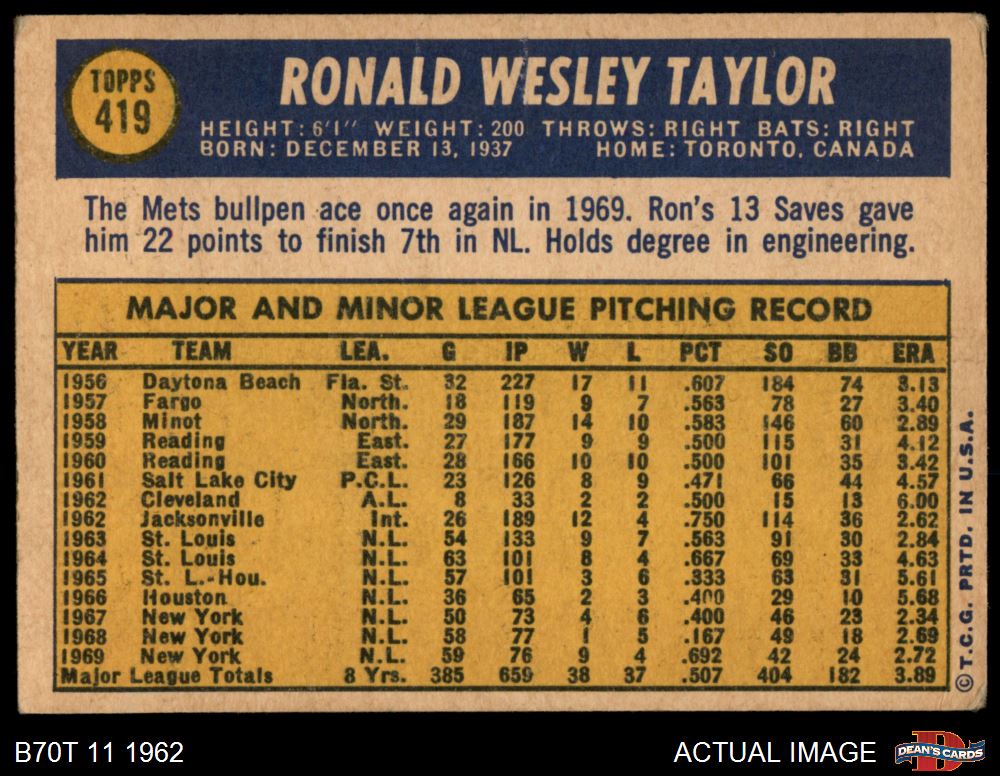 TOPPS
419
RONALD WESLEY TAYLOR
HEIGHT: 6'1" WEIGHT: 200 THROWS: RIGHT BATS: RIGHT
BORN: DECEMBER 13, 1937 HOME: TORONTO, CANADA
The Mets bullpen ace once again in 1969. Ron's 13 Saves gave
him 22 points to finish 7th in NL. Holds degree in engineering.
MAJOR AND MINOR LEAGUE PITCHING RECORD
YEAR TEAM LEA. G IP W L PCT SO BB ERA
1956 Daytona Beach Fla. St. 32 227 17 11 .607 184 74 3.13
1957 Fargo North. 18 119 9 7 .563 78 27 3.40
1958 Minot North. 29 187 14 10 .583 146 60 2.89
1959 Reading East. 27 177 9 9 .500 115 31 4.12
1960 Reading East. 28 166 10 10 .500 101 35 3.42
1961 Salt Lake City P.C.L. 23 126 8 9 .471 66 44 4.57
1962 Cleveland A.L. 8 33 2 2 .500 15 13 6.00
1962 Jacksonville Int. 26 189 12 4 .750 114 36 2.62
1963 St. Louis N.L. 54 133 9 7 .563 91 30 2.84
1964 St. Louis N.L. 63 101 8 4 .667 69 33 4.63
1965 St. L.-Hou. N.L. 57 101 3 6 .333 63 31 5.61
1966 Houston N.L. 36 65 2 3 .400 29 10 5.68
1967 New York N.L. 50 73 4 6 .400 46 23 2.34
1968 New York N.L. 58 77 1 5 .167 49 18 2.69
1969 New York N.L. 59 76 9 4 .692 42 24 2.72
Major League Totals 8 Yrs. 385 659 38 37 .507 404 182 3.89
©T.C.G. PRTD. IN U.S.A.
B70T 11 1962
ACTUAL IMAGE
DEAN'S CARDS